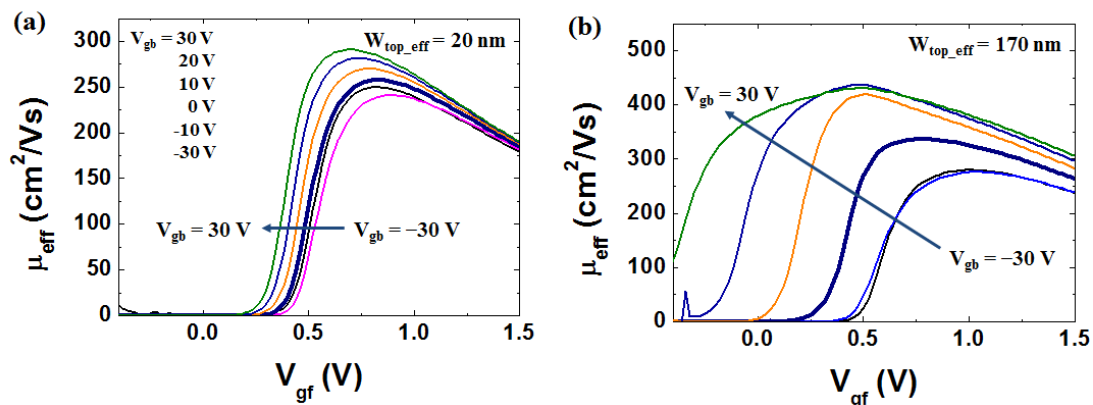 (a)
V_gb = 30 V
20 V
10 V
0 V
-10 V
-30 V
W_top_eff = 20 nm
V_gb = 30 V
V_gb = −30 V
300
250
200
150
100
50
0
μ_eff (cm²/Vs)
0.0
0.5
1.0
1.5
V_gf (V)
(b)
W_top_eff = 170 nm
V_gb = 30 V
V_gb = −30 V
500
400
300
200
100
0
μ_eff (cm²/Vs)
0.0
0.5
1.0
1.5
V_gf (V)